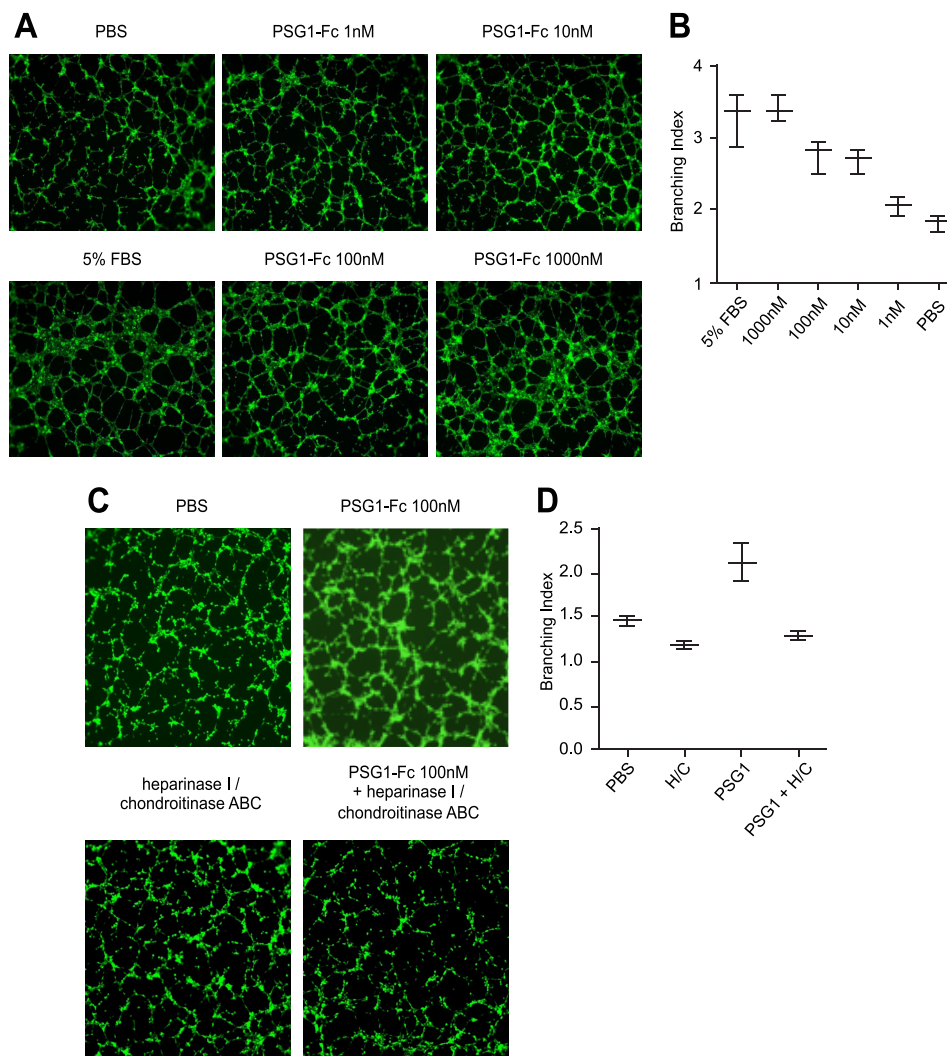 A
PBS
PSG1-Fc 1nM
PSG1-Fc 10nM
5% FBS
PSG1-Fc 100nM
PSG1-Fc 1000nM
B
Branching Index
4
3
2
1
5% FBS
1000nM
100nM
10nM
1nM
PBS
C
PBS
PSG1-Fc 100nM
heparinase I /
chondroitinase ABC
PSG1-Fc 100nM
+ heparinase I /
chondroitinase ABC
D
Branching Index
2.5
2.0
1.5
1.0
0.5
0.0
PBS
H/C
PSG1
PSG1 + H/C